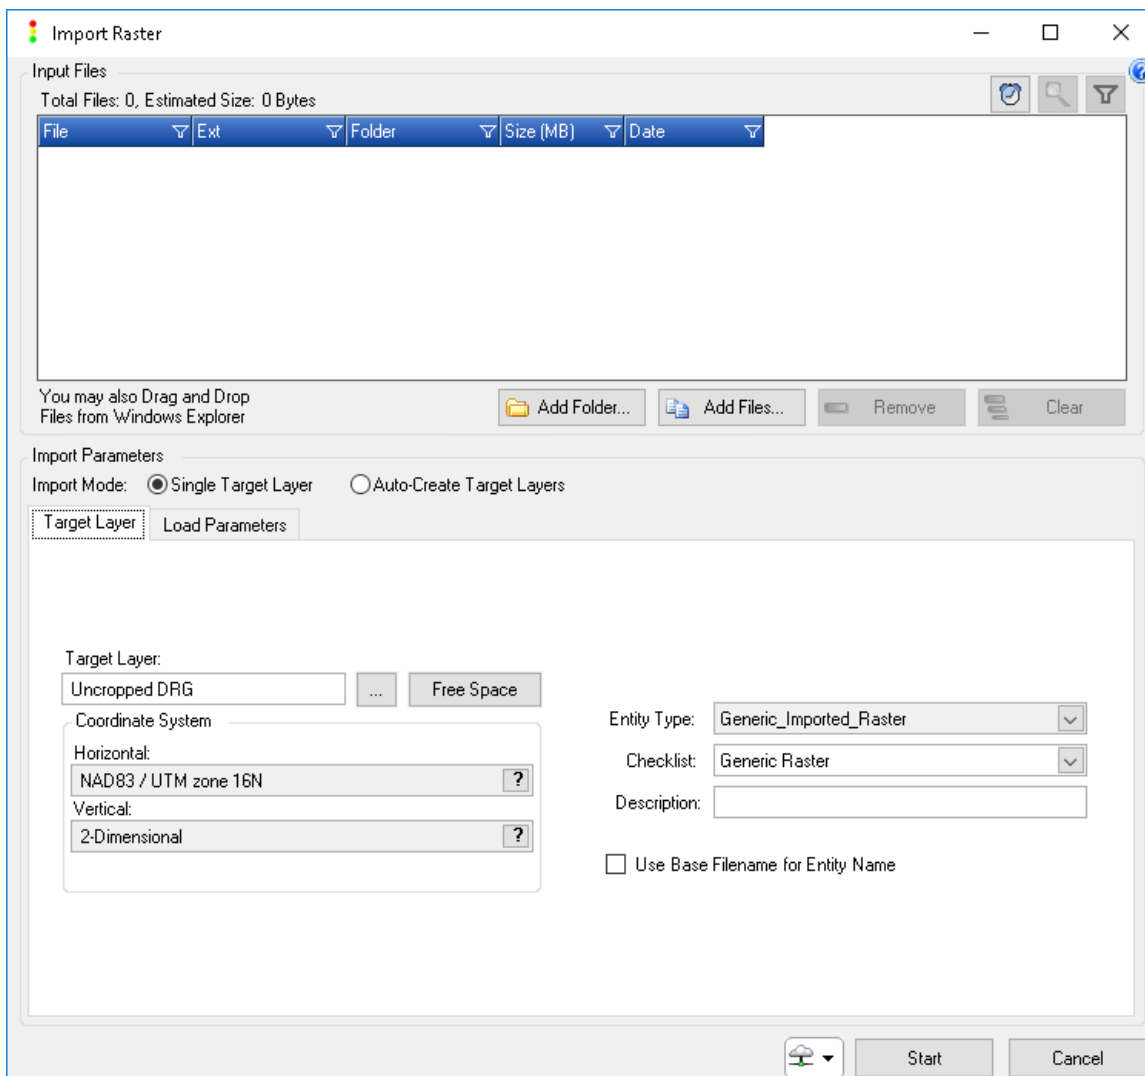 Import Raster
Input Files
Total Files: 0, Estimated Size: 0 Bytes
File Ext Folder Size (MB) Date
You may also Drag and Drop
Files from Windows Explorer
Add Folder... Add Files... Remove Clear
Import Parameters
Import Mode: Single Target Layer Auto-Create Target Layers
Target Layer Load Parameters
Target Layer:
Uncropped DRG ... Free Space
Coordinate System
Horizontal:
NAD83 / UTM zone 16N ?
Vertical:
2-Dimensional ?
Entity Type: Generic_Imported_Raster
Checklist: Generic Raster
Description:
Use Base Filename for Entity Name
Start Cancel